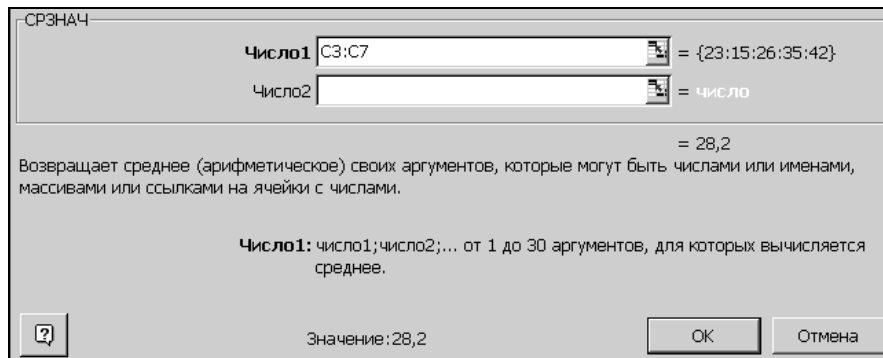 СРЗНАЧ
Число1 C3:C7 = {23:15:26:35:42}
Число2 = число
= 28,2
Возвращает среднее (арифметическое) своих аргументов, которые могут быть числами или именами,
массивами или ссылками на ячейки с числами.
Число1: число1;число2;... от 1 до 30 аргументов, для которых вычисляется
среднее.
Значение:28,2 OK Отмена